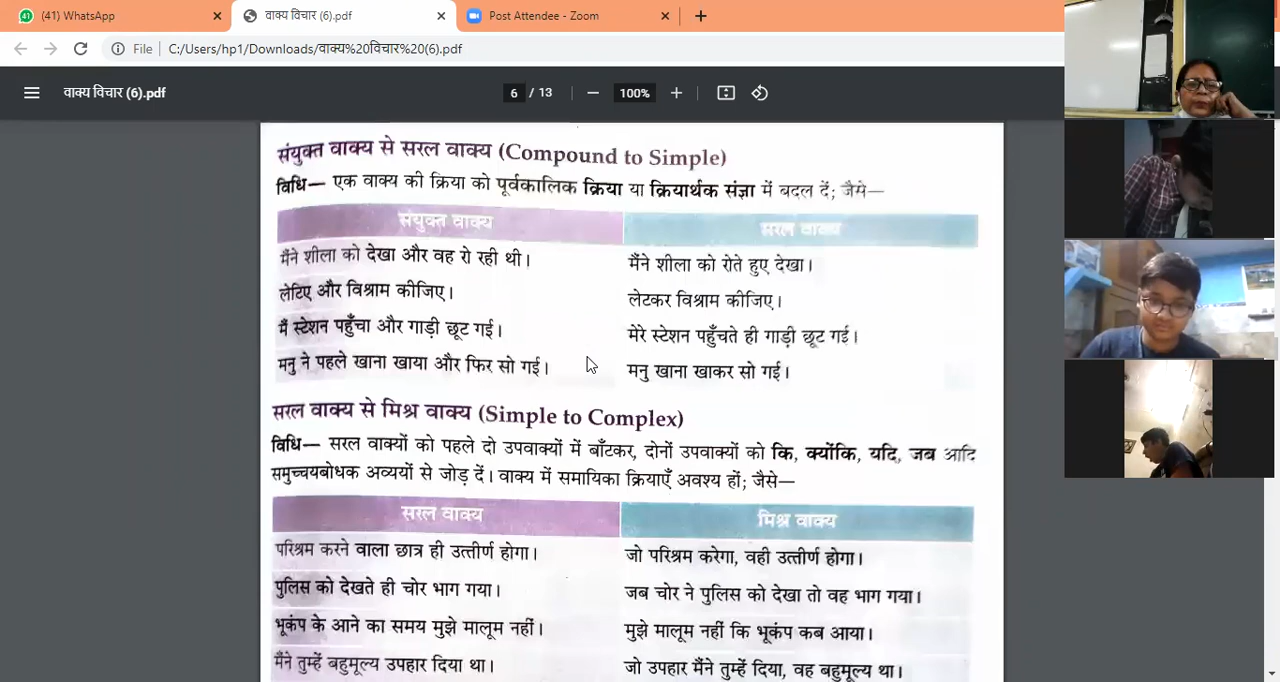 (41) WhatsApp
वाक्य विचार (6).pdf
Post Attendee - Zoom
File
C:/Users/hp1/Downloads/वाक्य%20विचार%20(6).pdf
वाक्य विचार (6).pdf
6 / 13
100%
संयुक्त वाक्य से सरल वाक्य (Compound to Simple)
विधि— एक वाक्य की क्रिया को पूर्वकालिक क्रिया या क्रियार्थक संज्ञा में बदल दें; जैसे—
संयुक्त वाक्य सरल वाक्य
मैंने शीला को देखा और वह रो रही थी। मैंने शीला को रोते हुए देखा।
लेटिए और विश्राम कीजिए। लेटकर विश्राम कीजिए।
मैं स्टेशन पहुँचा और गाड़ी छूट गई। मेरे स्टेशन पहुँचते ही गाड़ी छूट गई।
मनु ने पहले खाना खाया और फिर सो गई। मनु खाना खाकर सो गई।
सरल वाक्य से मिश्र वाक्य (Simple to Complex)
विधि— सरल वाक्यों को पहले दो उपवाक्यों में बाँटकर, दोनों उपवाक्यों को कि, क्योंकि, यदि, जब आदि
समुच्चयबोधक अव्ययों से जोड़ दें। वाक्य में समायिका क्रियाएँ अवश्य हों; जैसे—
सरल वाक्य मिश्र वाक्य
परिश्रम करने वाला छात्र ही उत्तीर्ण होगा। जो परिश्रम करेगा, वही उत्तीर्ण होगा।
पुलिस को देखते ही चोर भाग गया। जब चोर ने पुलिस को देखा तो वह भाग गया।
भूकंप के आने का समय मुझे मालूम नहीं। मुझे मालूम नहीं कि भूकंप कब आया।
मैंने तुम्हें बहुमूल्य उपहार दिया था। जो उपहार मैंने तुम्हें दिया, वह बहुमूल्य था।